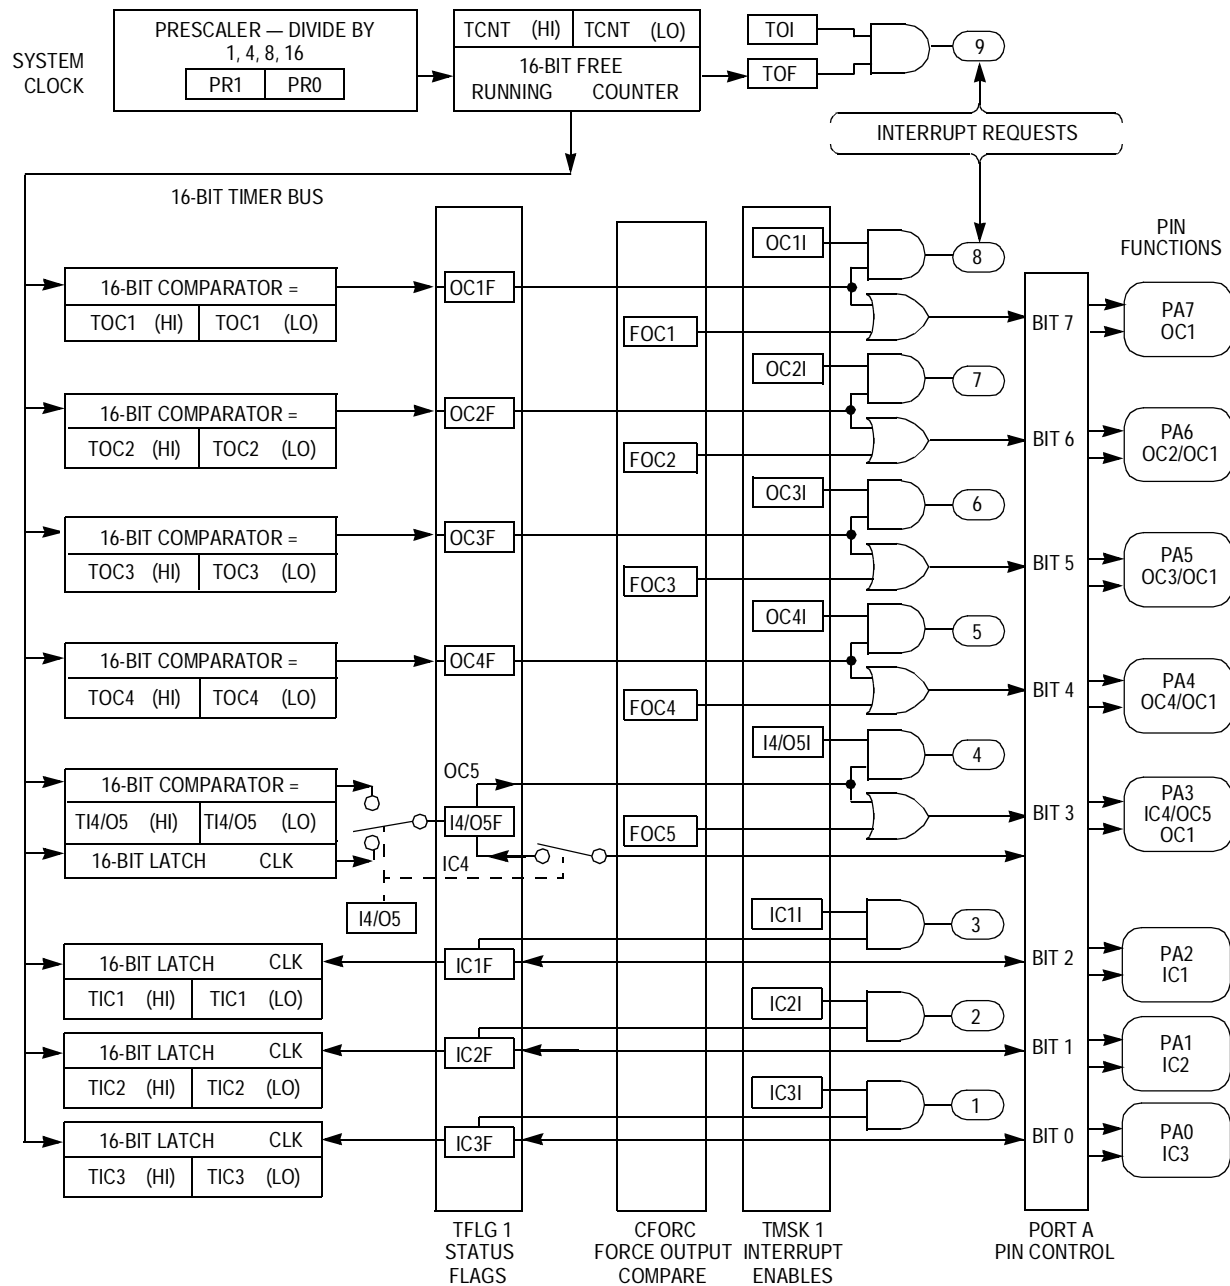 SYSTEM
CLOCK
PRESCALER — DIVIDE BY
1, 4, 8, 16
PR1 PR0
TCNT (HI) TCNT (LO)
16-BIT FREE
RUNNING COUNTER
TOI
TOF
9
INTERRUPT REQUESTS
16-BIT TIMER BUS
PIN
FUNCTIONS
OC1I
8
16-BIT COMPARATOR =
TOC1 (HI) TOC1 (LO)
OC1F
FOC1
BIT 7
PA7
OC1
OC2I
7
16-BIT COMPARATOR =
TOC2 (HI) TOC2 (LO)
OC2F
FOC2
BIT 6
PA6
OC2/OC1
OC3I
6
16-BIT COMPARATOR =
TOC3 (HI) TOC3 (LO)
OC3F
FOC3
BIT 5
PA5
OC3/OC1
OC4I
5
16-BIT COMPARATOR =
TOC4 (HI) TOC4 (LO)
OC4F
FOC4
BIT 4
PA4
OC4/OC1
I4/O5I
4
16-BIT COMPARATOR =
TI4/O5 (HI) TI4/O5 (LO)
16-BIT LATCH CLK
OC5
I4/O5F
IC4
FOC5
BIT 3
PA3
IC4/OC5
OC1
I4/O5
IC1I
3
16-BIT LATCH CLK
TIC1 (HI) TIC1 (LO)
IC1F
BIT 2
PA2
IC1
IC2I
2
16-BIT LATCH CLK
TIC2 (HI) TIC2 (LO)
IC2F
BIT 1
PA1
IC2
IC3I
1
16-BIT LATCH CLK
TIC3 (HI) TIC3 (LO)
IC3F
BIT 0
PA0
IC3
TFLG 1
STATUS
FLAGS
CFORC
FORCE OUTPUT
COMPARE
TMSK 1
INTERRUPT
ENABLES
PORT A
PIN CONTROL